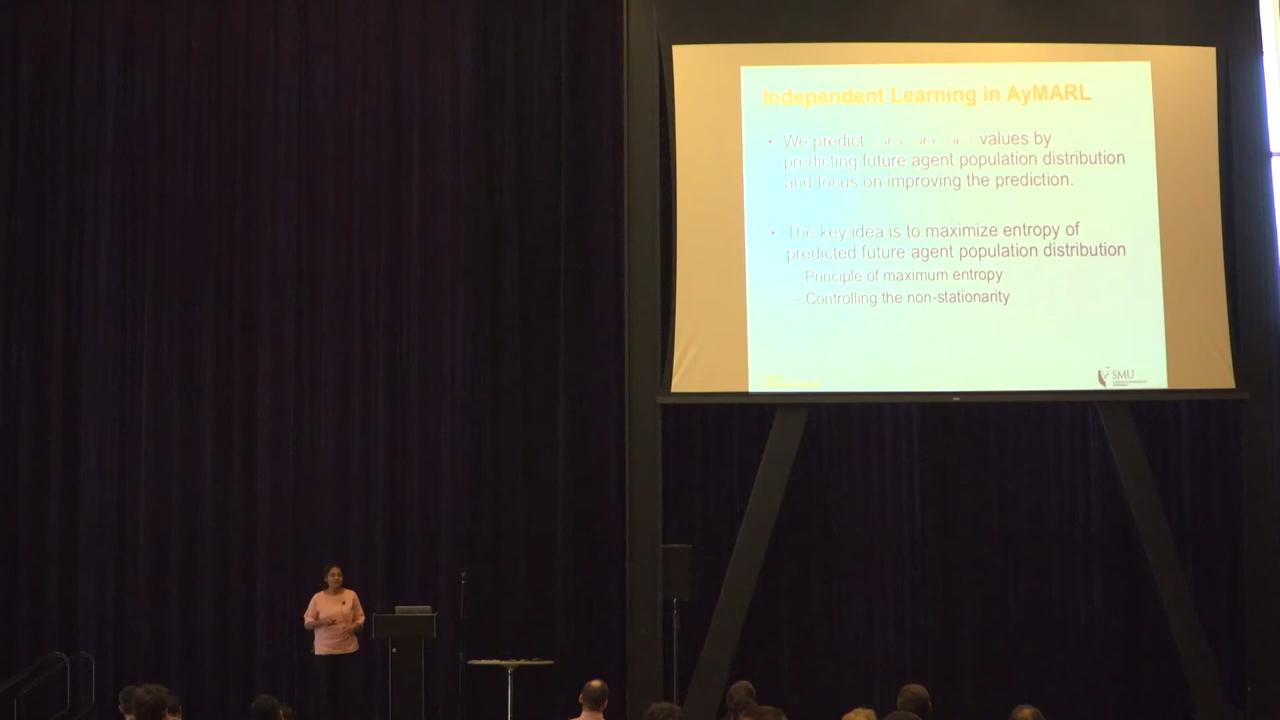 Independent Learning in AyMARL
• We predict values by
predicting future agent population distribution
and focus on improving the prediction.
• The key idea is to maximize entropy of
predicted future agent population distribution
– Principle of maximum entropy
– Controlling the non-stationarity
SMU